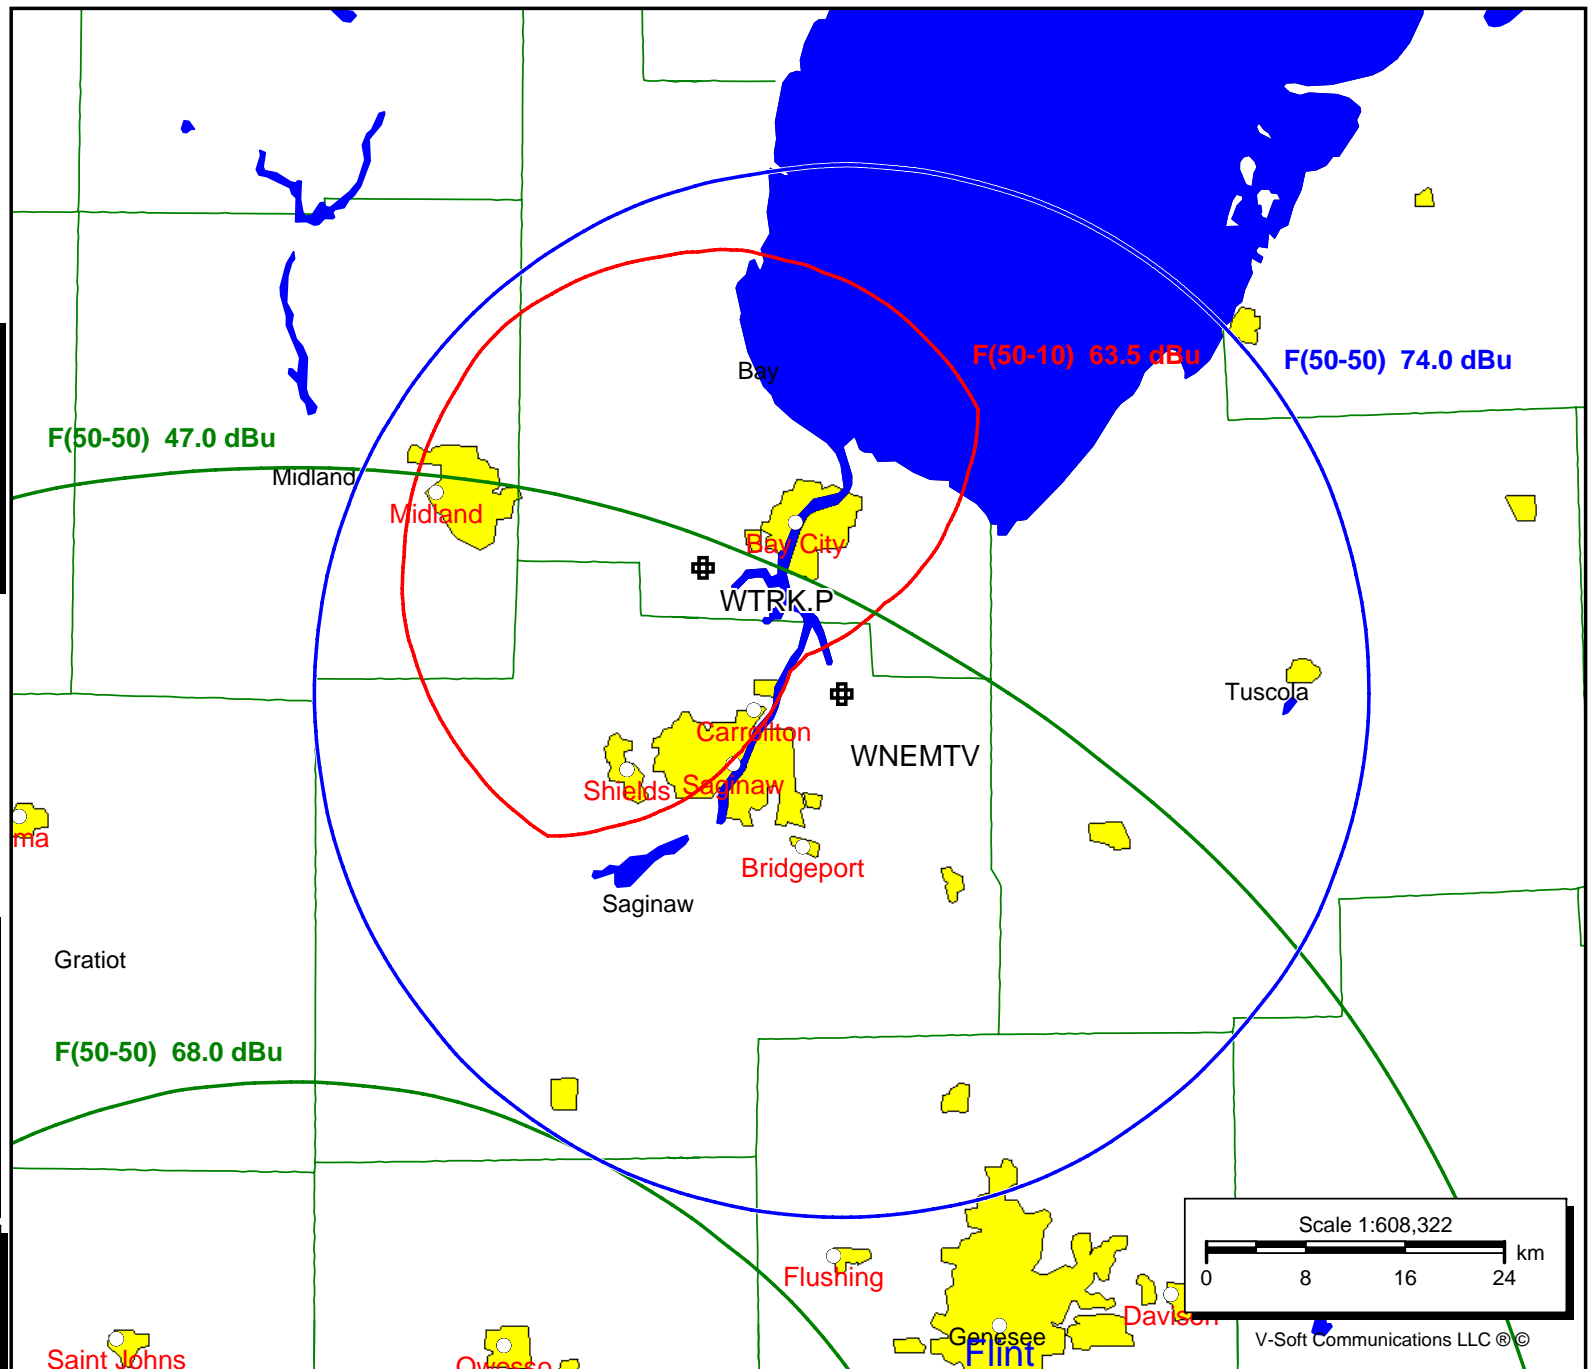 Bay
F(50-10) 63.5 dBu
F(50-50) 74.0 dBu
F(50-50) 47.0 dBu
Midland
Midland
Bay City
WTRK.P
Tuscola
Carrollton
WNEMTV
Shields
Saginaw
ma
Bridgeport
Saginaw
Gratiot
F(50-50) 68.0 dBu
Scale 1:608,322
km
0 8 16 24
Flushing
Davison
Genesee
Flint
V-Soft Communications LLC ® ©
Saint Johns
Owosso